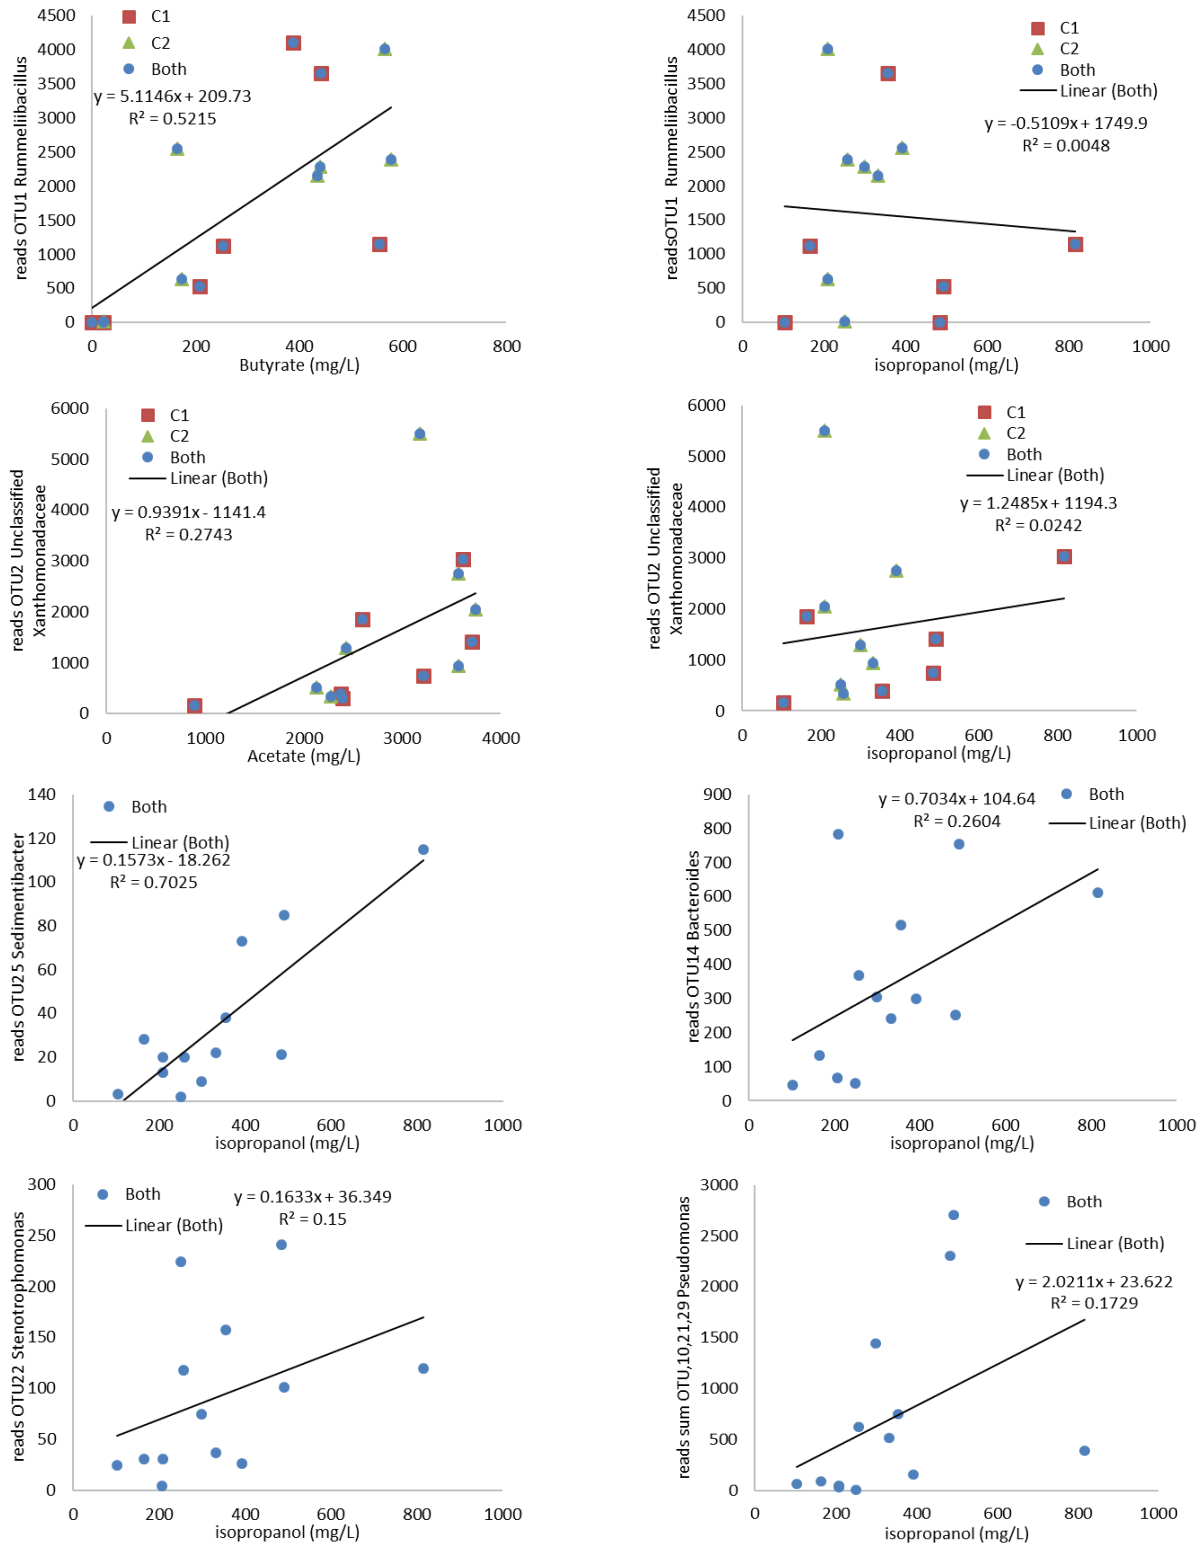 4500
4000
3500
3000
2500
2000
1500
1000
500
0
reads OTU1 Rummeliibacillus
C1
C2
Both
y = 5.1146x + 209.73
R² = 0.5215
0 200 400 600 800
Butyrate (mg/L)
4500
4000
3500
3000
2500
2000
1500
1000
500
0
readsOTU1 Rummeliibacillus
C1
C2
Both
Linear (Both)
y = -0.5109x + 1749.9
R² = 0.0048
0 200 400 600 800 1000
isopropanol (mg/L)
6000
5000
4000
3000
2000
1000
0
reads OTU2 Unclassified
Xanthomonadaceae
C1
C2
Both
Linear (Both)
y = 0.9391x - 1141.4
R² = 0.2743
0 1000 2000 3000 4000
Acetate (mg/L)
6000
5000
4000
3000
2000
1000
0
reads OTU2 Unclassified
Xanthomonadaceae
C1
C2
Both
Linear (Both)
y = 1.2485x + 1194.3
R² = 0.0242
0 200 400 600 800 1000
isopropanol (mg/L)
140
120
100
80
60
40
20
0
reads OTU25 Sedimentibacter
Both
Linear (Both)
y = 0.1573x - 18.262
R² = 0.7025
0 200 400 600 800 1000
isopropanol (mg/L)
900
800
700
600
500
400
300
200
100
0
reads OTU14 Bacteroides
y = 0.7034x + 104.64
R² = 0.2604
Both
Linear (Both)
0 200 400 600 800 1000
isopropanol (mg/L)
300
250
200
150
100
50
0
reads OTU22 Stenotrophomonas
Both
Linear (Both)
y = 0.1633x + 36.349
R² = 0.15
0 200 400 600 800 1000
isopropanol (mg/L)
3000
2500
2000
1500
1000
500
0
reads sum OTU,10,21,29 Pseudomonas
Both
Linear (Both)
y = 2.0211x + 23.622
R² = 0.1729
0 200 400 600 800 1000
isopropanol (mg/L)